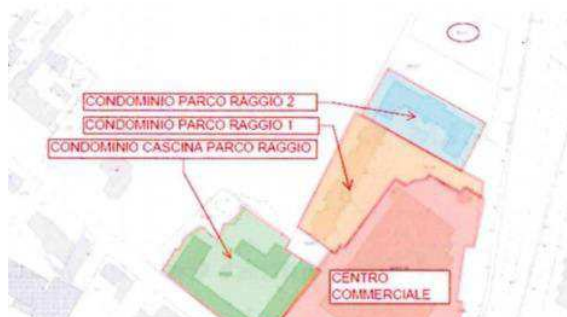 CONDOMINIO PARCO RAGGIO 2
CONDOMINIO PARCO RAGGIO 1
CONDOMINIO CASCINA PARCO RAGGIO
CENTRO
COMMERCIALE